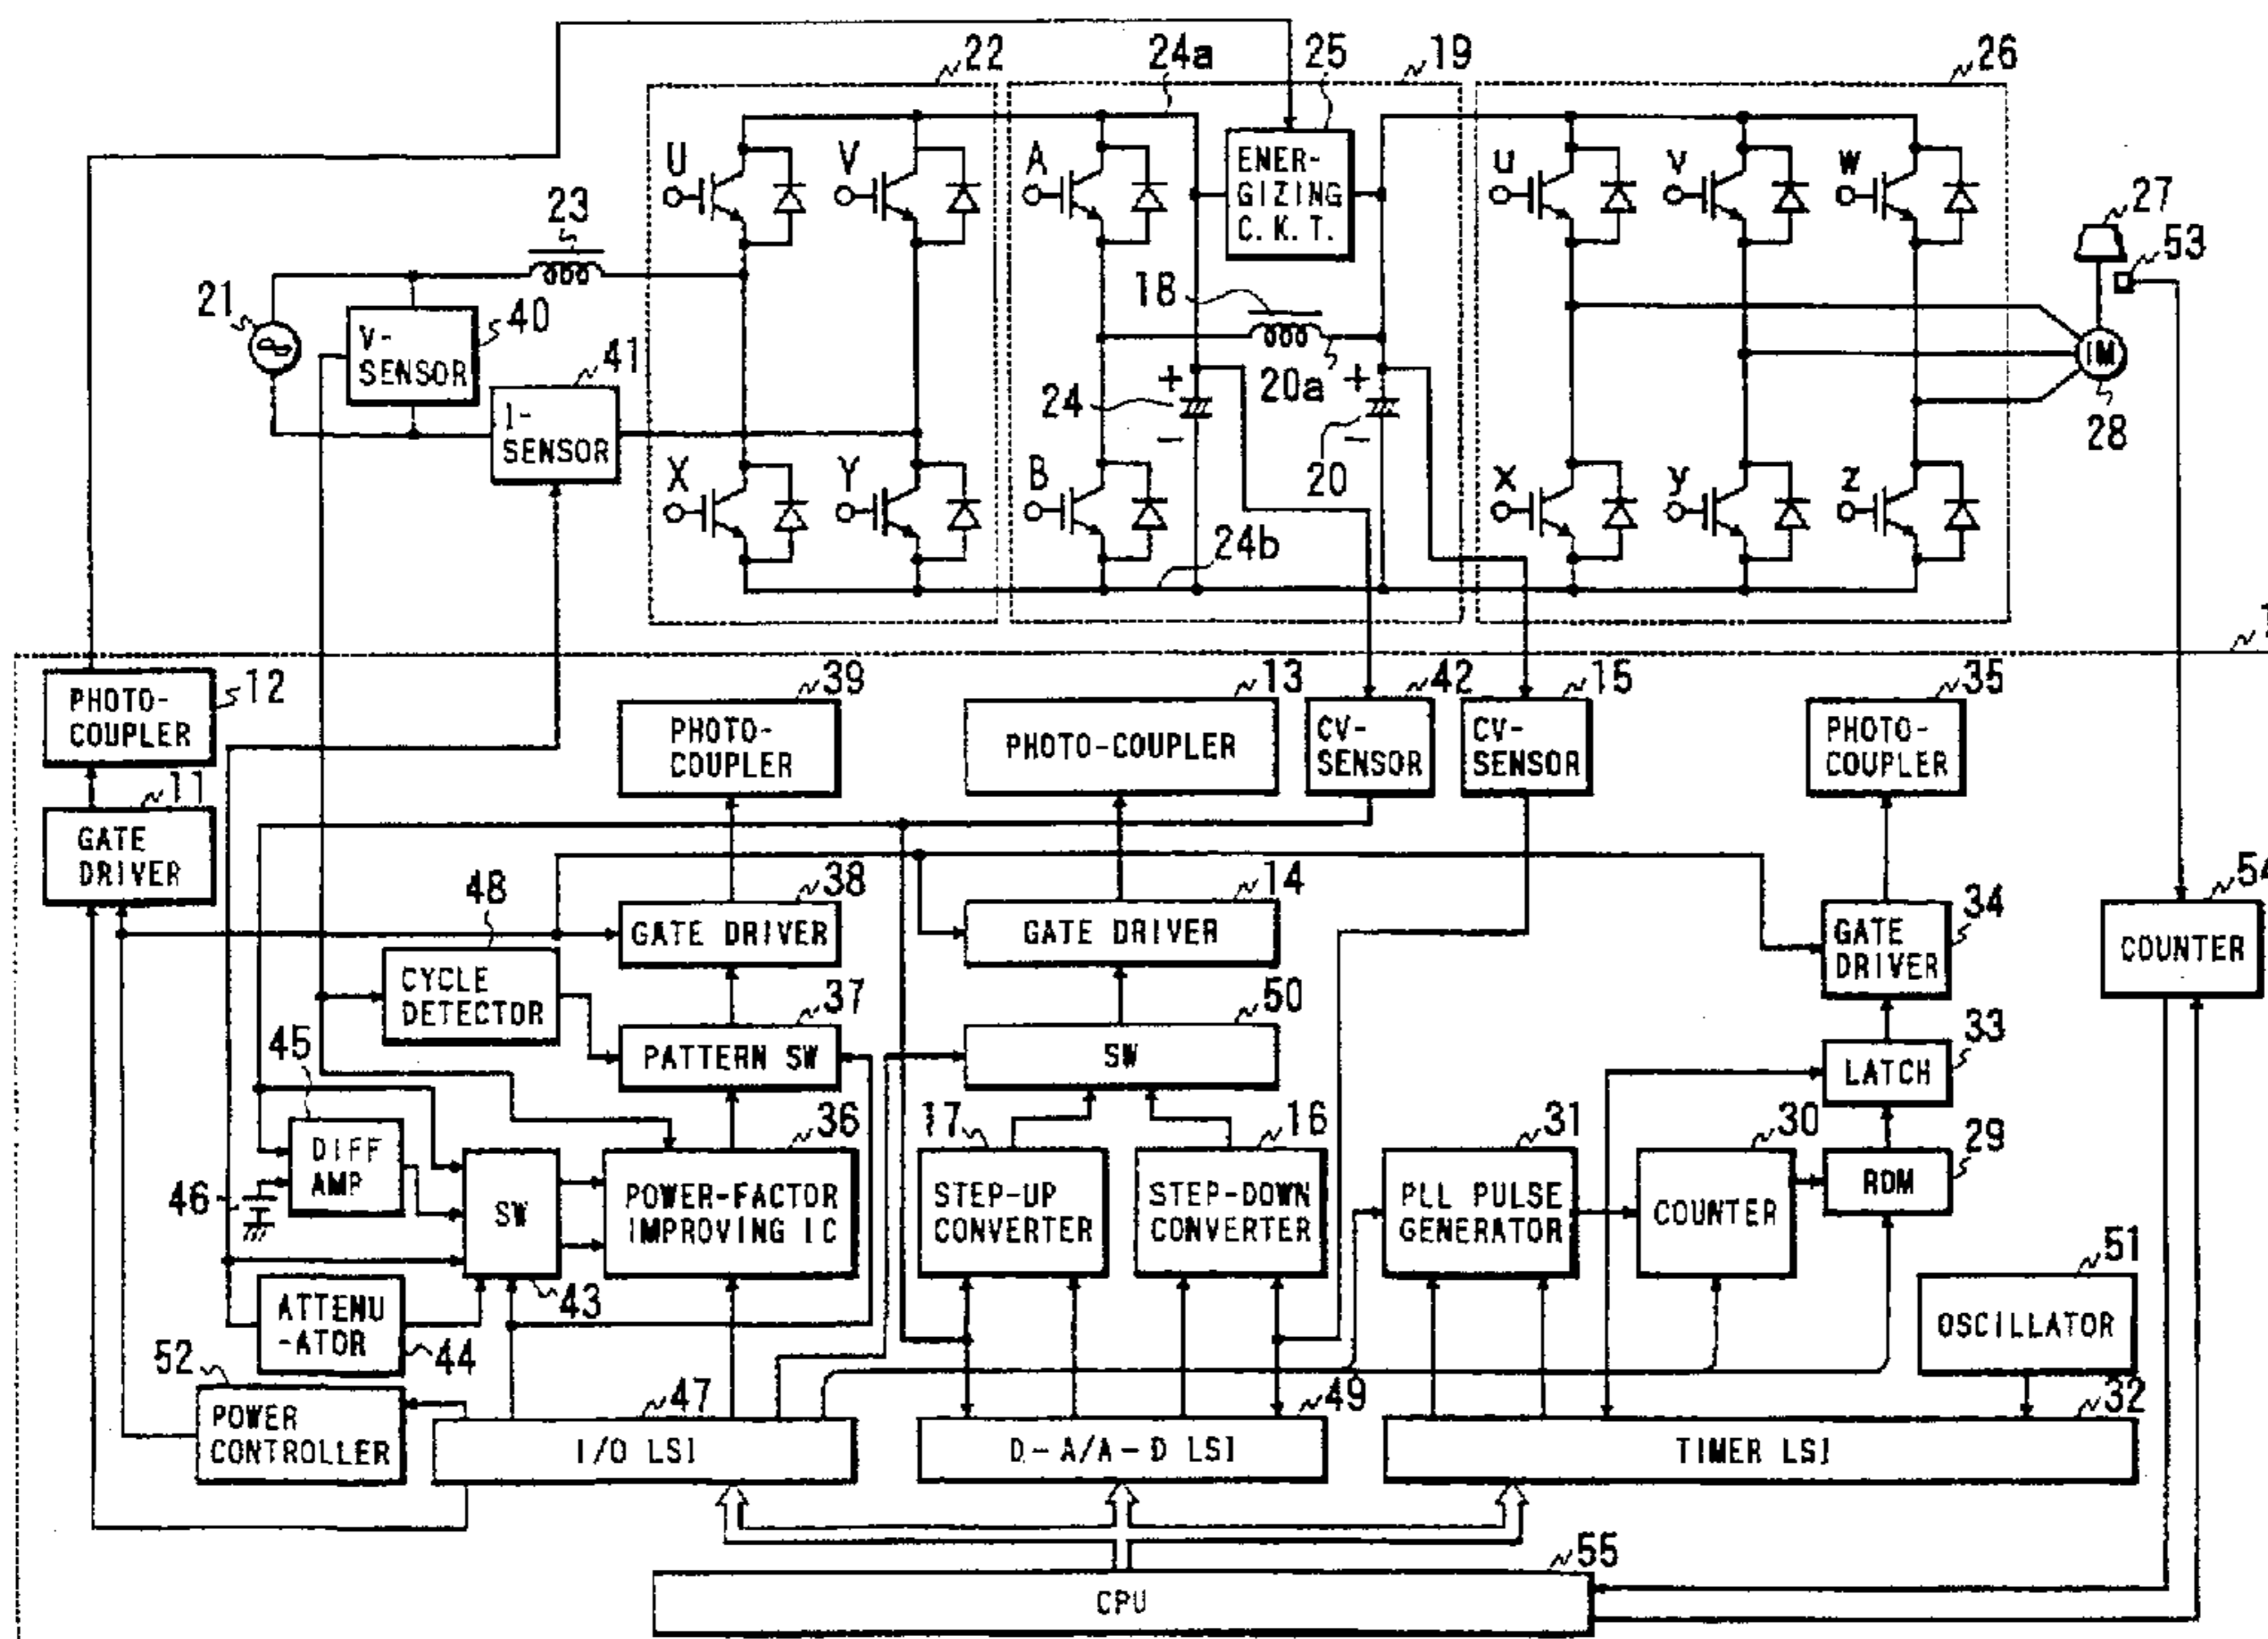 22
24a
25
19
26
U
V
A
ENER-
GIZING
C.K.T.
u
v
w
27
53
23
21
V-
SENSOR
40
41
I-
SENSOR
18
20a
+
24
-
+
20
-
IM
28
X
Y
B
x
y
z
24b
1
PHOTO-
COUPLER
12
39
PHOTO-
COUPLER
13
PHOTO-COUPLER
42
CV-
SENSOR
15
CV-
SENSOR
35
PHOTO-
COUPLER
11
GATE
DRIVER
48
CYCLE
DETECTOR
38
GATE DRIVER
14
GATE DRIVER
34
GATE
DRIVER
54
COUNTER
37
PATTERN SW
50
SW
33
LATCH
45
DIFF
AMP
46
SW
43
36
POWER-FACTOR
IMPROVING IC
17
STEP-UP
CONVERTER
16
STEP-DOWN
CONVERTER
31
PLL PULSE
GENERATOR
30
COUNTER
29
ROM
51
OSCILLATOR
ATTENU
-ATOR
44
52
POWER
CONTROLLER
47
I/O LSI
49
D-A/A-D LSI
32
TIMER LSI
55
CPU